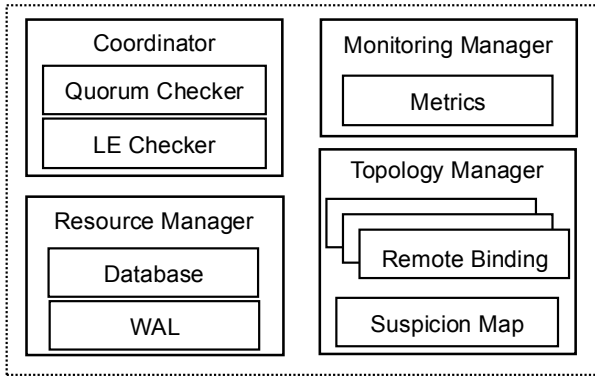 Coordinator
Quorum Checker
LE Checker
Resource Manager
Database
WAL
Monitoring Manager
Metrics
Topology Manager
Remote Binding
Suspicion Map